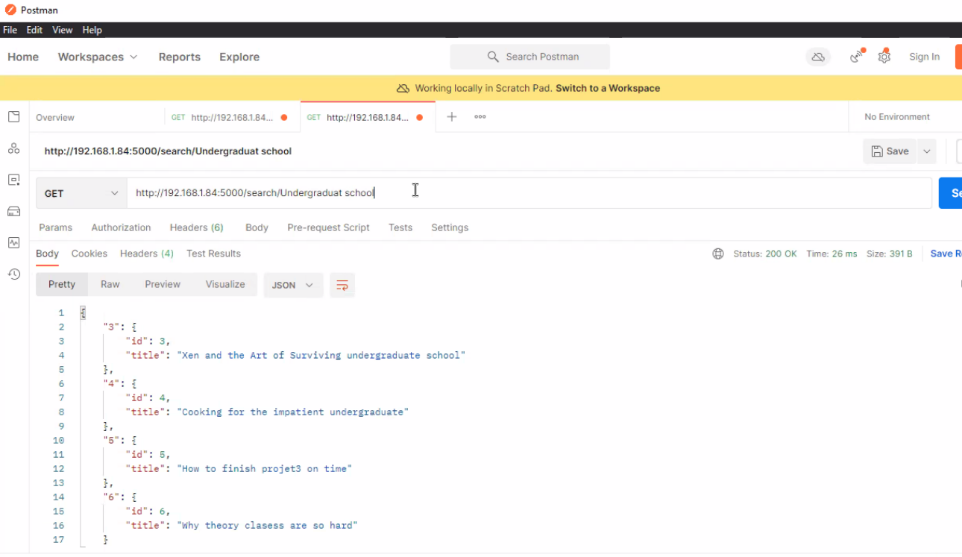 Postman
File Edit View Help
Home Workspaces Reports Explore Search Postman Sign In
Working locally in Scratch Pad. Switch to a Workspace
Overview GET http://192.168.1.84... GET http://192.168.1.84... No Environment
http://192.168.1.84:5000/search/Undergraduat school Save
GET http://192.168.1.84:5000/search/Undergraduat school Se
Params Authorization Headers (6) Body Pre-request Script Tests Settings
Body Cookies Headers (4) Test Results Status: 200 OK Time: 26 ms Size: 391 B Save Re
Pretty Raw Preview Visualize JSON
1 {
2 "3": {
3 "id": 3,
4 "title": "Xen and the Art of Surviving undergraduate school"
5 },
6 "4": {
7 "id": 4,
8 "title": "Cooking for the impatient undergraduate"
9 },
10 "5": {
11 "id": 5,
12 "title": "How to finish projet3 on time"
13 },
14 "6": {
15 "id": 6,
16 "title": "Why theory clasess are so hard"
17 }